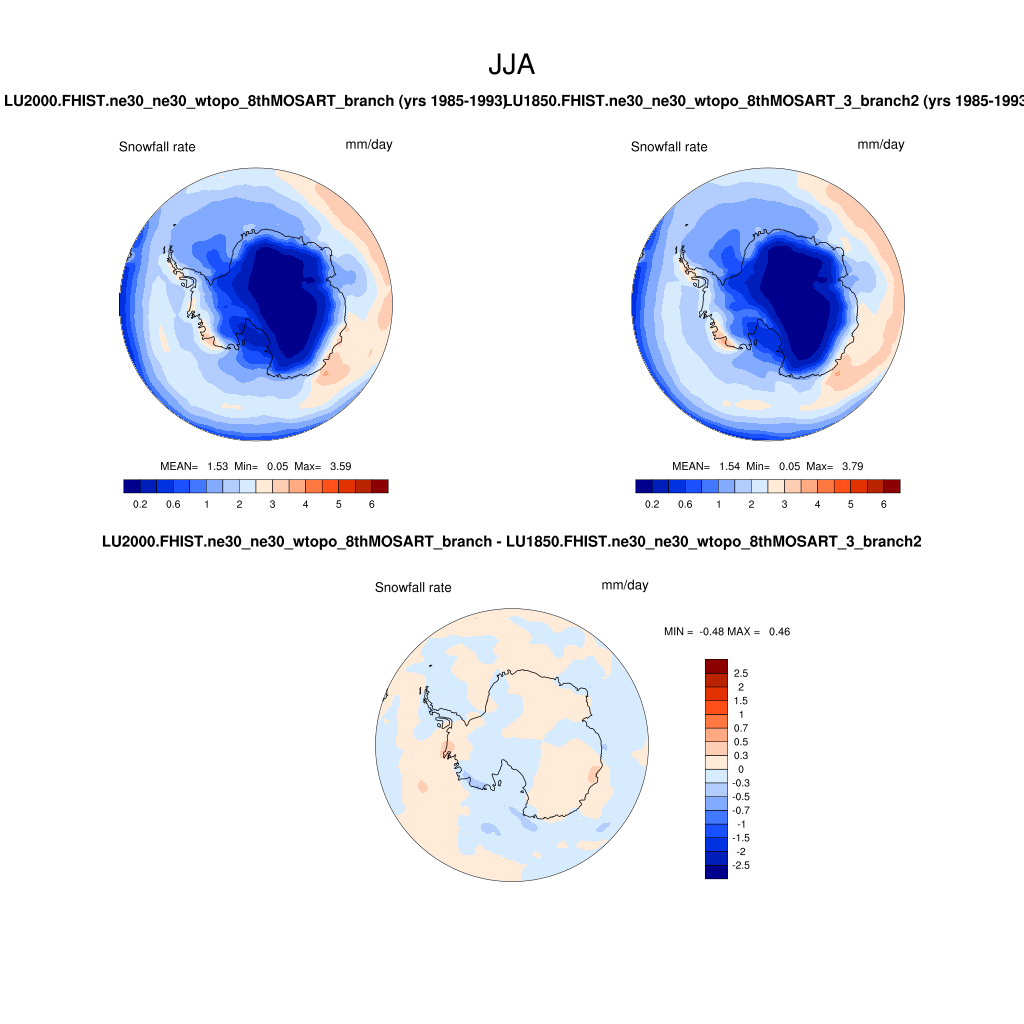 JJA
LU2000.FHIST.ne30_ne30_wtopo_8thMOSART_branch (yrs 1985-1993)
LU1850.FHIST.ne30_ne30_wtopo_8thMOSART_3_branch2 (yrs 1985-1993
Snowfall rate mm/day
Snowfall rate mm/day
MEAN= 1.53 Min= 0.05 Max= 3.59
MEAN= 1.54 Min= 0.05 Max= 3.79
0.2 0.6 1 2 3 4 5 6
0.2 0.6 1 2 3 4 5 6
LU2000.FHIST.ne30_ne30_wtopo_8thMOSART_branch - LU1850.FHIST.ne30_ne30_wtopo_8thMOSART_3_branch2
Snowfall rate mm/day
MIN = -0.48 MAX = 0.46
2.5
2
1.5
1
0.7
0.5
0.3
0
-0.3
-0.5
-0.7
-1
-1.5
-2
-2.5